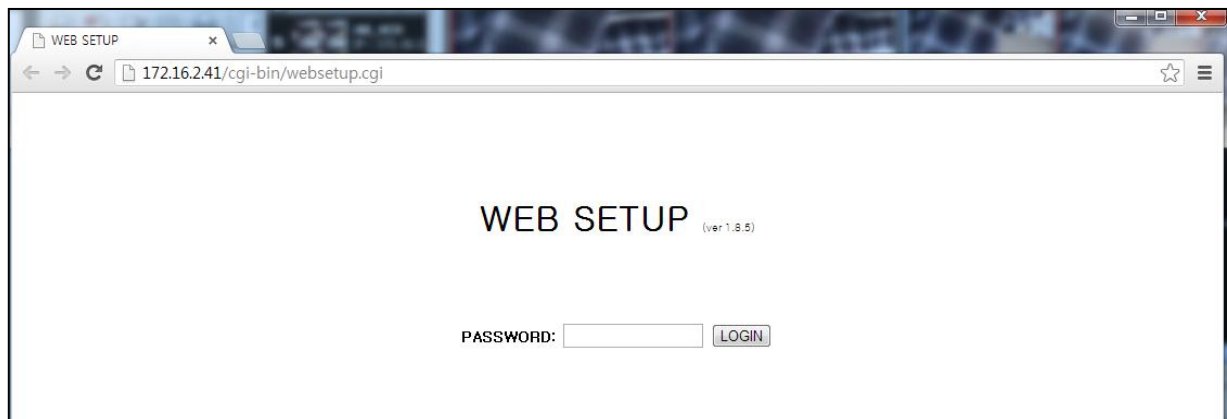 WEB SETUP
172.16.2.41/cgi-bin/websetup.cgi
WEB SETUP (ver 1.8.5)
PASSWORD: LOGIN